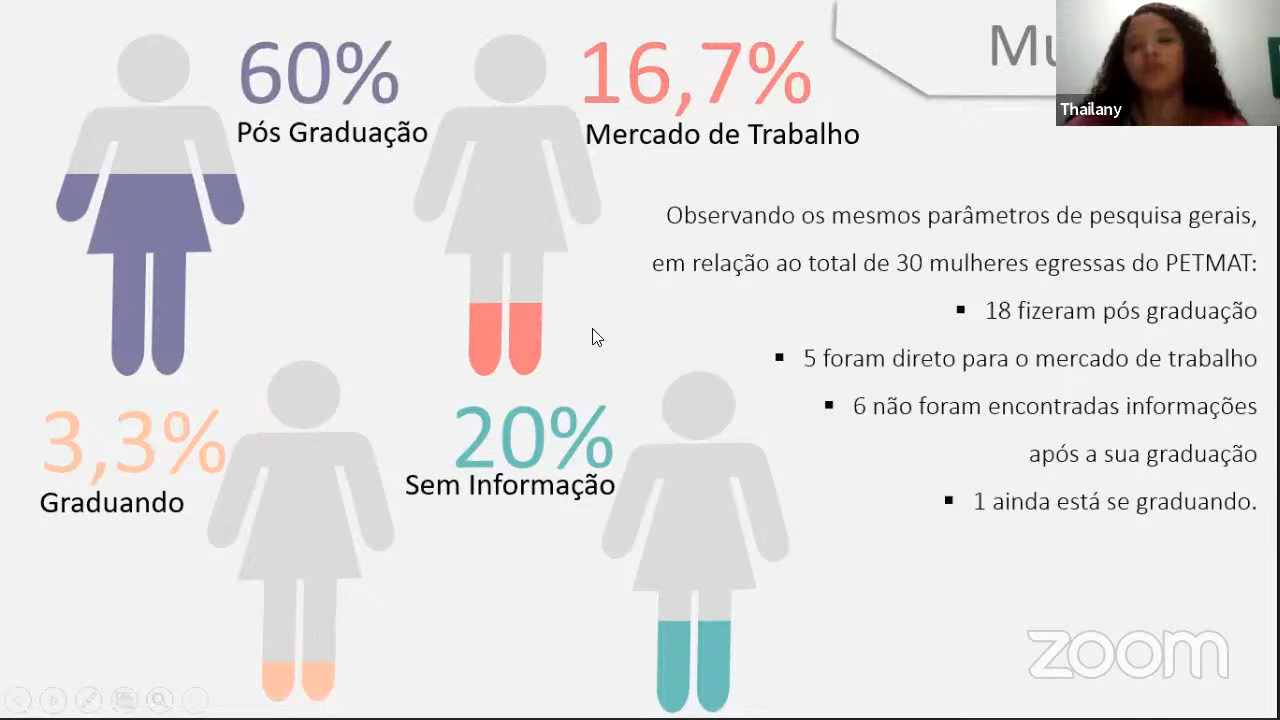 60%
Pós Graduação
16,7%
Mercado de Trabalho
Mu
Thailany
Observando os mesmos parâmetros de pesquisa gerais,
em relação ao total de 30 mulheres egressas do PETMAT:
▪ 18 fizeram pós graduação
▪ 5 foram direto para o mercado de trabalho
▪ 6 não foram encontradas informações
após a sua graduação
▪ 1 ainda está se graduando.
3,3%
Graduando
20%
Sem Informação
zoom